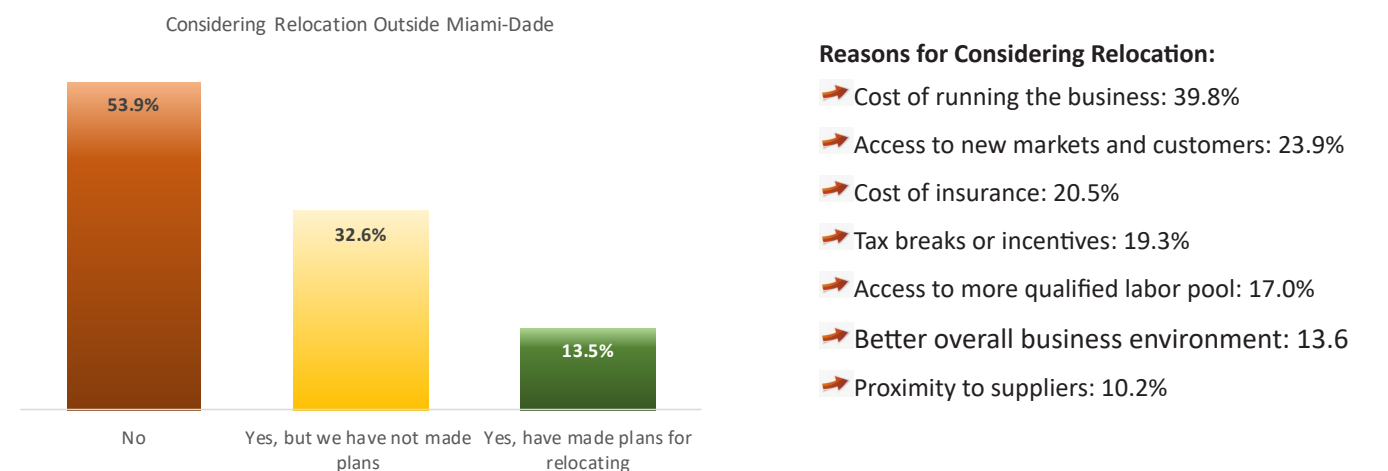 Considering Relocation Outside Miami-Dade
53.9%
32.6%
13.5%
No
Yes, but we have not made
plans
Yes, have made plans for
relocating
Reasons for Considering Relocation:
Cost of running the business: 39.8%
Access to new markets and customers: 23.9%
Cost of insurance: 20.5%
Tax breaks or incentives: 19.3%
Access to more qualified labor pool: 17.0%
Better overall business environment: 13.6
Proximity to suppliers: 10.2%